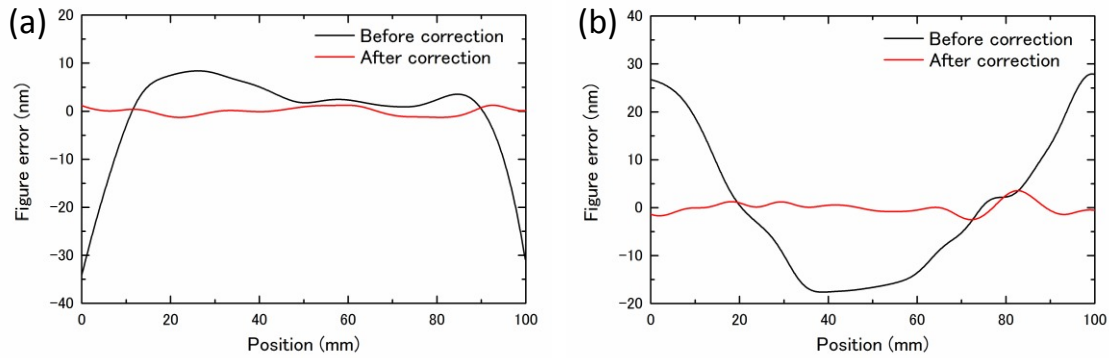 (a)
20
10
0
-10
-20
-30
-40
Figure error (nm)
Before correction
After correction
0 20 40 60 80 100
Position (mm)
(b)
40
30
20
10
0
-10
-20
Figure error (nm)
Before correction
After correction
0 20 40 60 80 100
Position (mm)